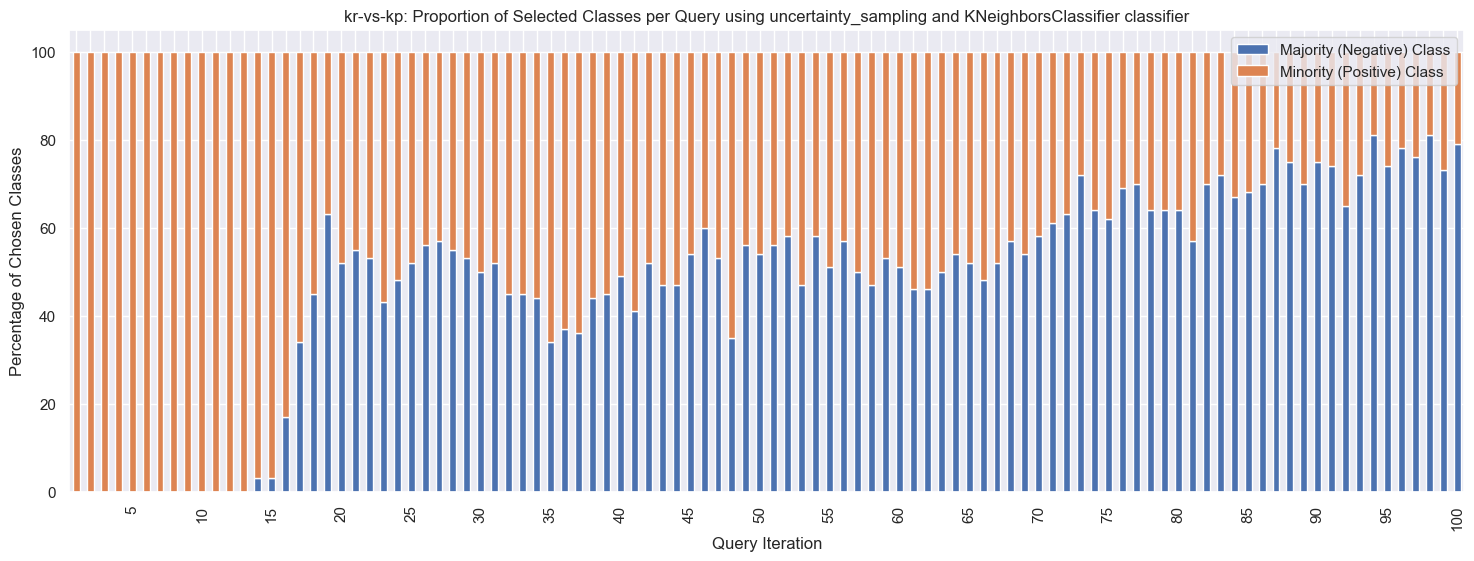 kr-vs-kp: Proportion of Selected Classes per Query using uncertainty_sampling and KNeighborsClassifier classifier
Majority (Negative) Class
Minority (Positive) Class
Percentage of Chosen Classes
100
80
60
40
20
0
5 10 15 20 25 30 35 40 45 50 55 60 65 70 75 80 85 90 95 100
Query Iteration